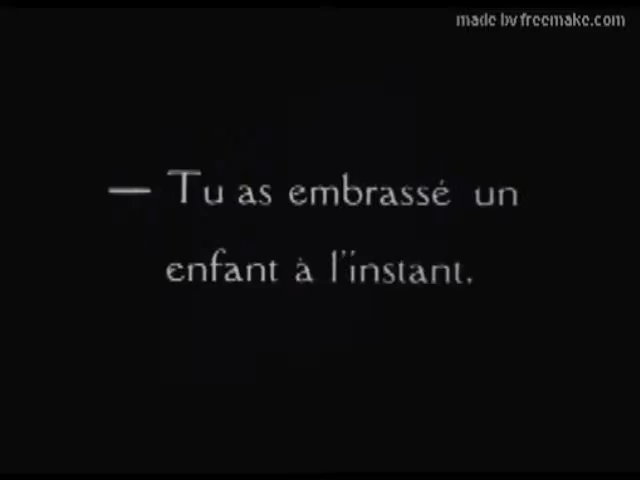 made by freemake.com
— Tu as embrassé un
enfant à l'instant.